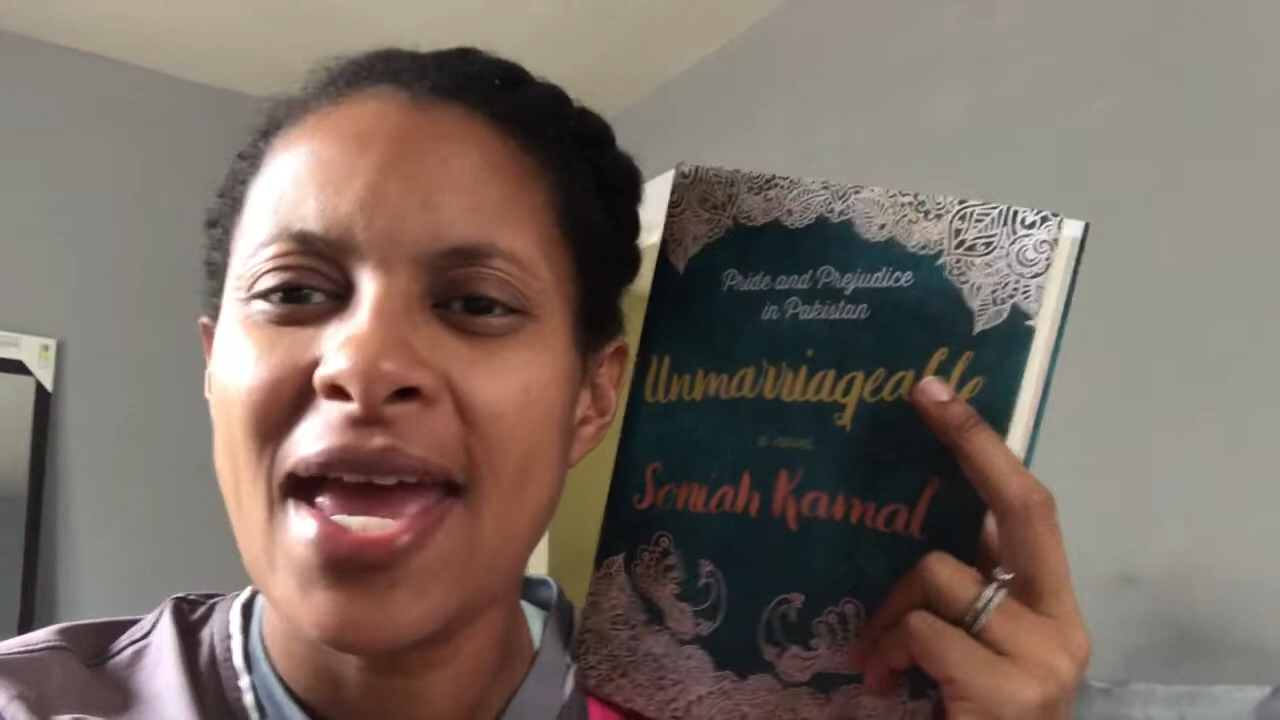 Pride and Prejudice
in Pakistan
Unmarriageable
a novel
Soniah Kamal